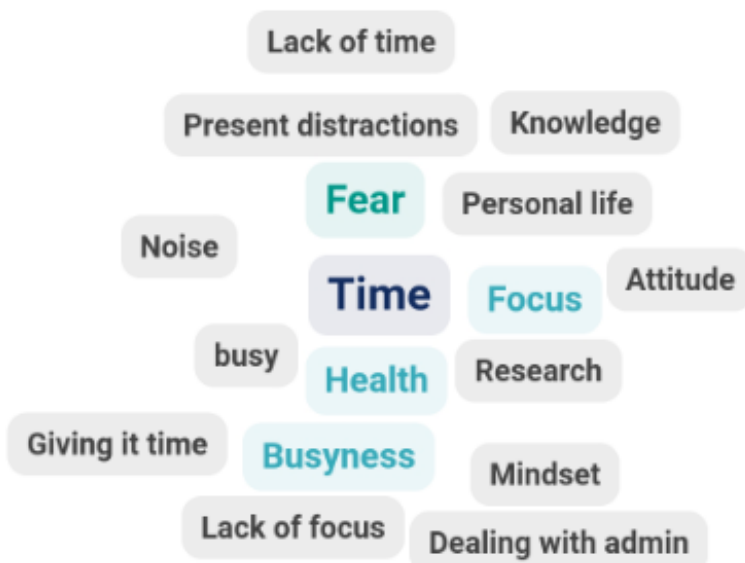 Lack of time
Present distractions
Knowledge
Fear
Personal life
Noise
Time
Focus
Attitude
busy
Health
Research
Giving it time
Busyness
Mindset
Lack of focus
Dealing with admin